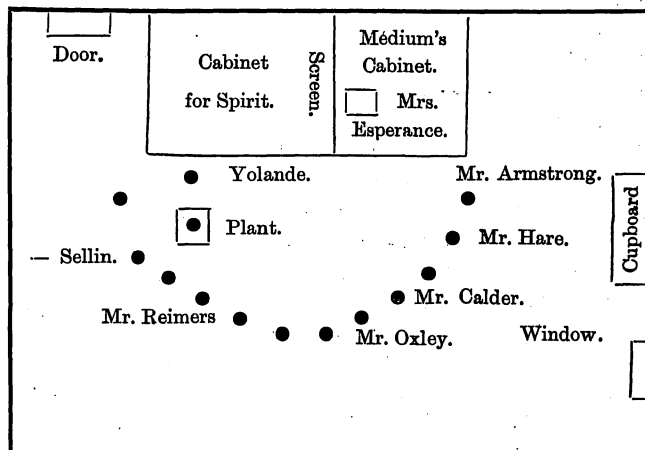 Door.
Cabinet
for Spirit.
Screen.
Médium's
Cabinet.
Mrs.
Esperance.
Yolande.
Mr. Armstrong.
Plant.
Mr. Hare.
Cupboard
— Sellin.
Mr. Calder.
Mr. Reimers
Mr. Oxley.
Window.